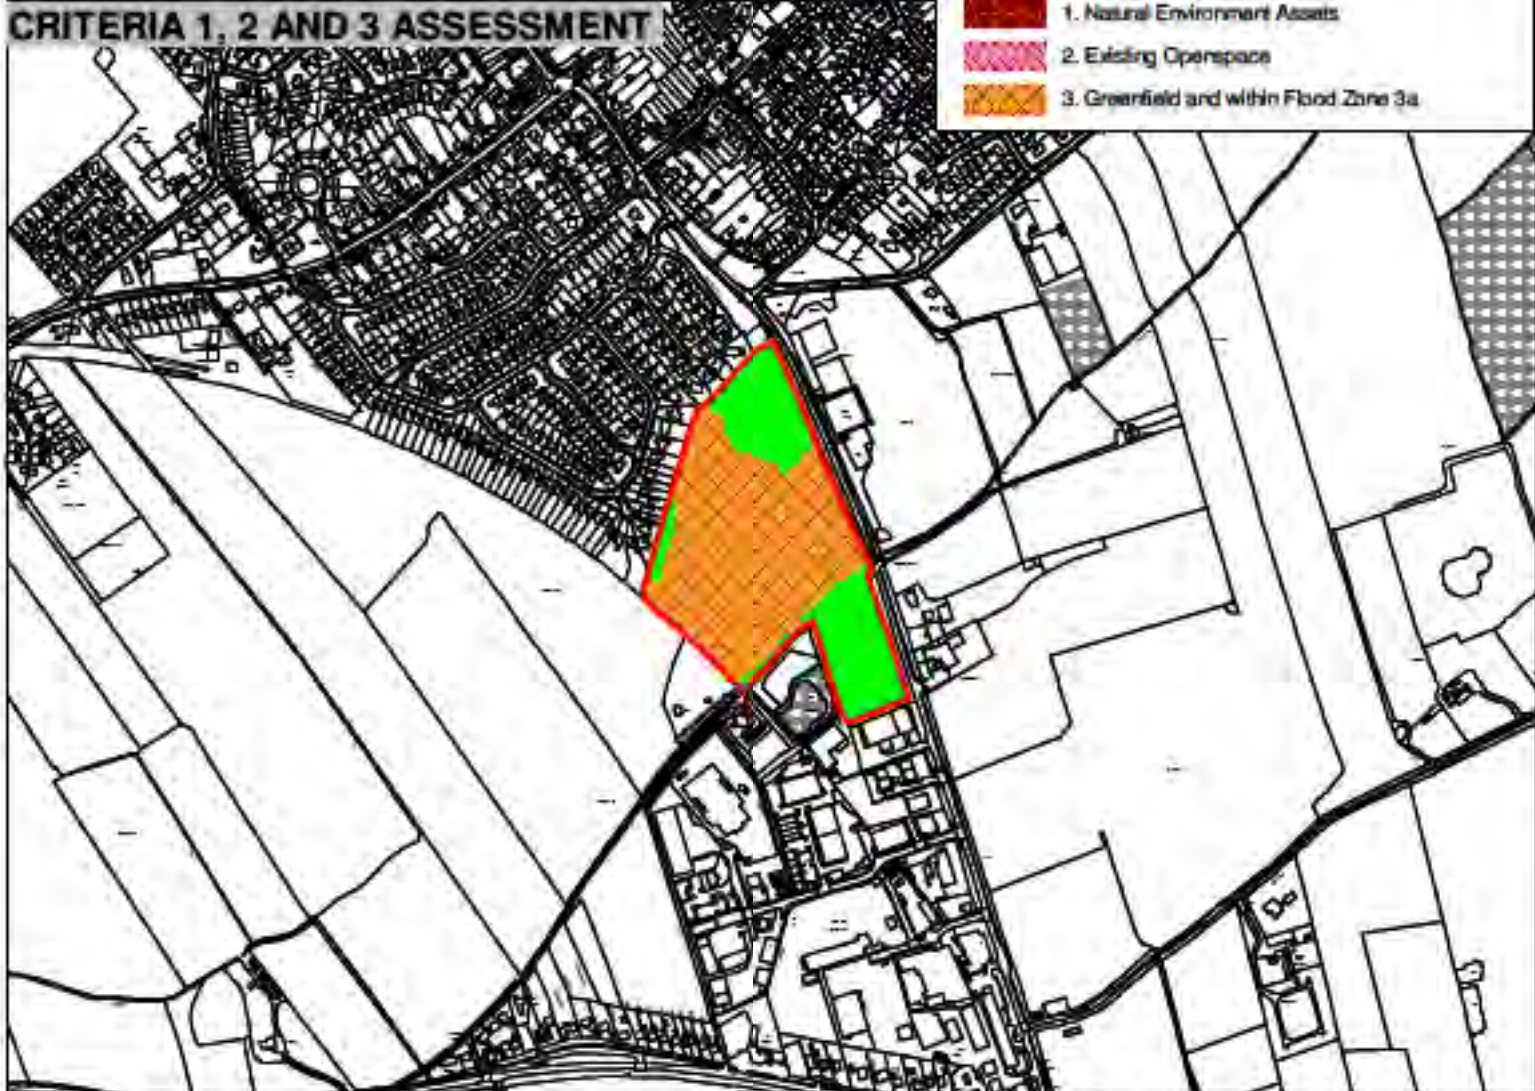 CRITERIA 1, 2 AND 3 ASSESSMENT
1. Natural Environment Assets
2. Existing Openspace
3. Greenfield and within Flood Zone 3a